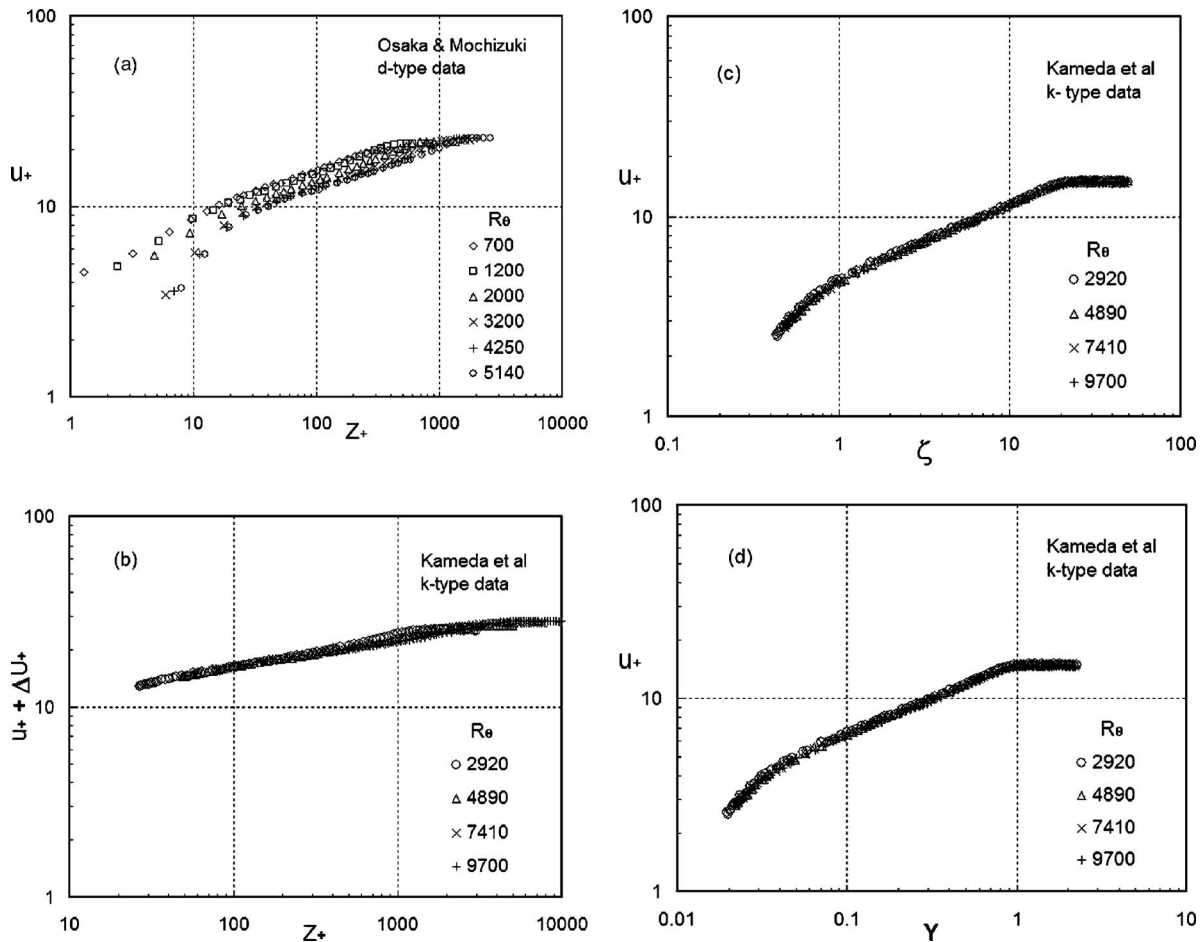 100
(a)
Osaka & Mochizuki
d-type data
u+
10
Rθ
700
1200
2000
3200
4250
5140
1
1 10 100 1000 10000
Z+
100
(b)
Kameda et al
k-type data
u+ + ΔU+
10
Rθ
2920
4890
7410
9700
1
10 100 1000 10000
Z+
100
(c)
Kameda et al
k- type data
u+
10
Rθ
2920
4890
7410
9700
1
0.1 1 10 100
ζ
100
(d)
Kameda et al
k-type data
u+
10
Rθ
2920
4890
7410
9700
1
0.01 0.1 1 10
Y